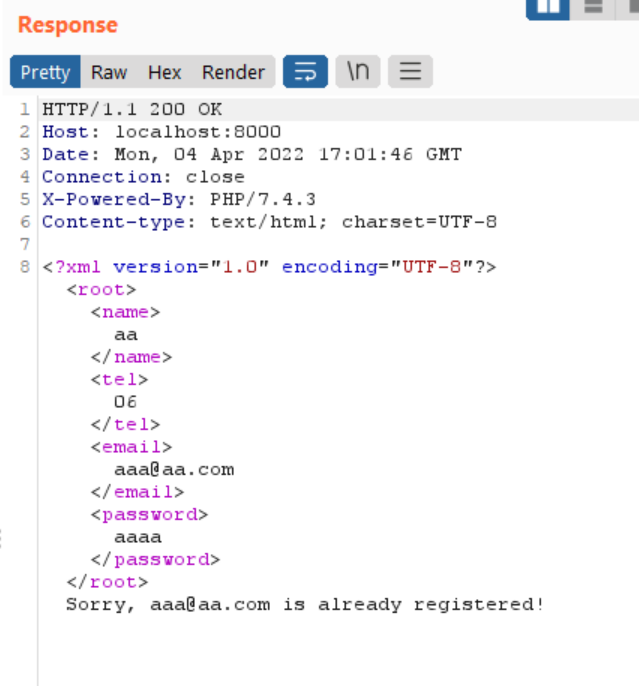 Response
Pretty Raw Hex Render \n
1 HTTP/1.1 200 OK
2 Host: localhost:8000
3 Date: Mon, 04 Apr 2022 17:01:46 GMT
4 Connection: close
5 X-Powered-By: PHP/7.4.3
6 Content-type: text/html; charset=UTF-8
7
8 <?xml version="1.0" encoding="UTF-8"?>
<root>
<name>
aa
</name>
<tel>
06
</tel>
<email>
aaa@aa.com
</email>
<password>
aaaa
</password>
</root>
Sorry, aaa@aa.com is already registered!